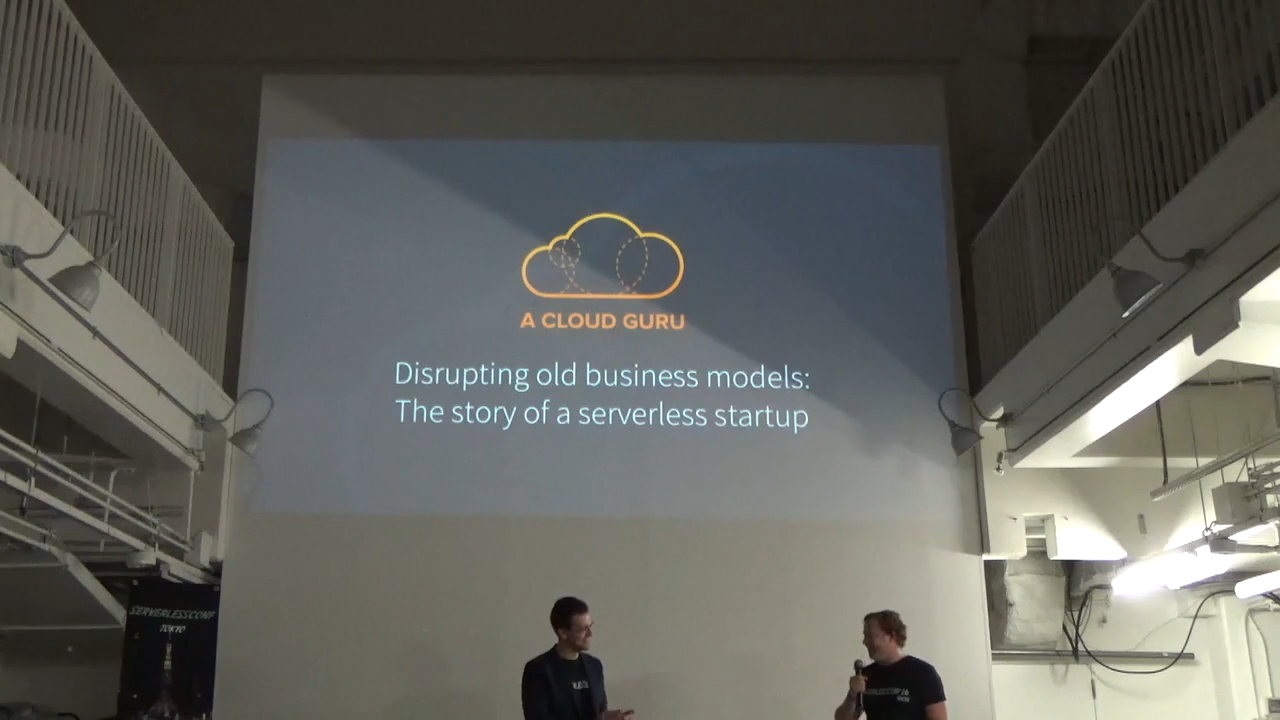 A CLOUD GURU
Disrupting old business models:
The story of a serverless startup
SERVERLESSCONF
TOKYO